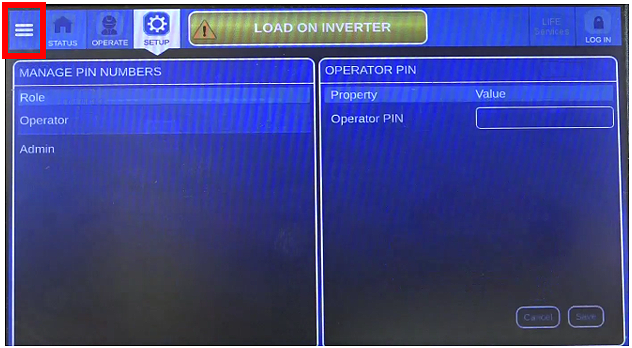 STATUS
OPERATE
SETUP
LOAD ON INVERTER
LIFE
Services
LOG IN
MANAGE PIN NUMBERS
Role
Operator
Admin
OPERATOR PIN
Property Value
Operator PIN
Cancel Save